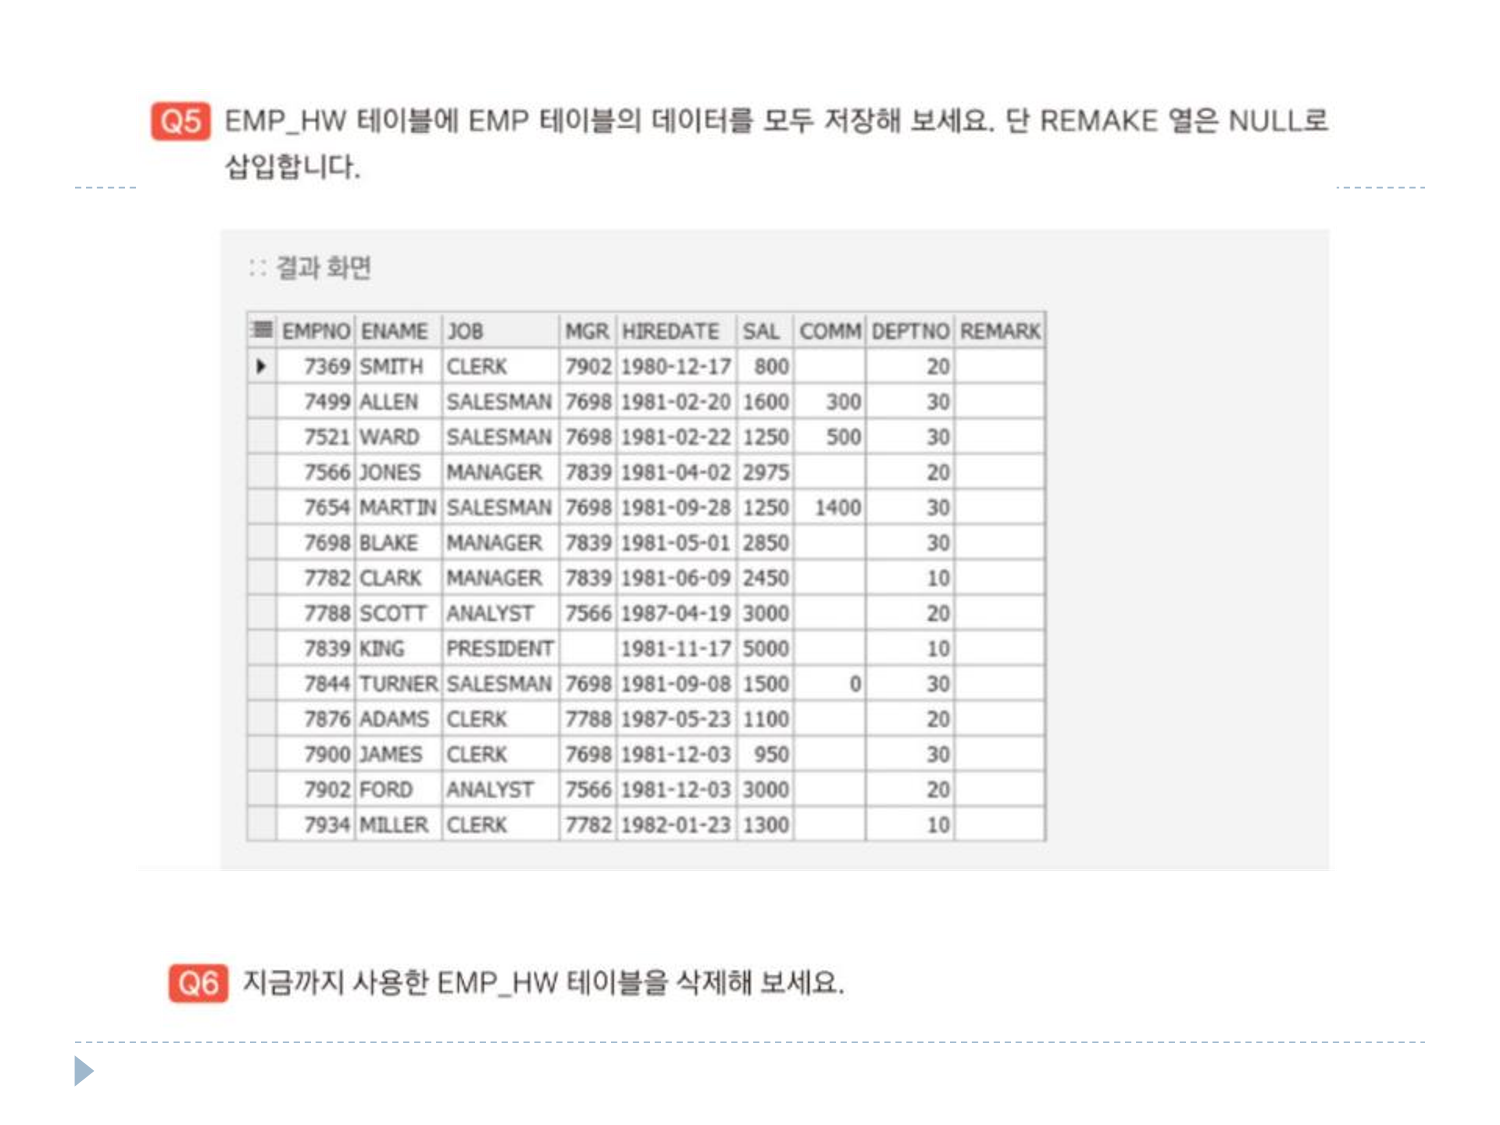 Q5 EMP_HW 테이블에 EMP 테이블의 데이터를 모두 저장해 보세요. 단 REMAKE 열은 NULL로
삽입합니다.
:: 결과 화면
EMPNO ENAME JOB MGR HIREDATE SAL COMM DEPTNO REMARK
7369 SMITH CLERK 7902 1980-12-17 800 20
7499 ALLEN SALESMAN 7698 1981-02-20 1600 300 30
7521 WARD SALESMAN 7698 1981-02-22 1250 500 30
7566 JONES MANAGER 7839 1981-04-02 2975 20
7654 MARTIN SALESMAN 7698 1981-09-28 1250 1400 30
7698 BLAKE MANAGER 7839 1981-05-01 2850 30
7782 CLARK MANAGER 7839 1981-06-09 2450 10
7788 SCOTT ANALYST 7566 1987-04-19 3000 20
7839 KING PRESIDENT 1981-11-17 5000 10
7844 TURNER SALESMAN 7698 1981-09-08 1500 0 30
7876 ADAMS CLERK 7788 1987-05-23 1100 20
7900 JAMES CLERK 7698 1981-12-03 950 30
7902 FORD ANALYST 7566 1981-12-03 3000 20
7934 MILLER CLERK 7782 1982-01-23 1300 10
Q6 지금까지 사용한 EMP_HW 테이블을 삭제해 보세요.